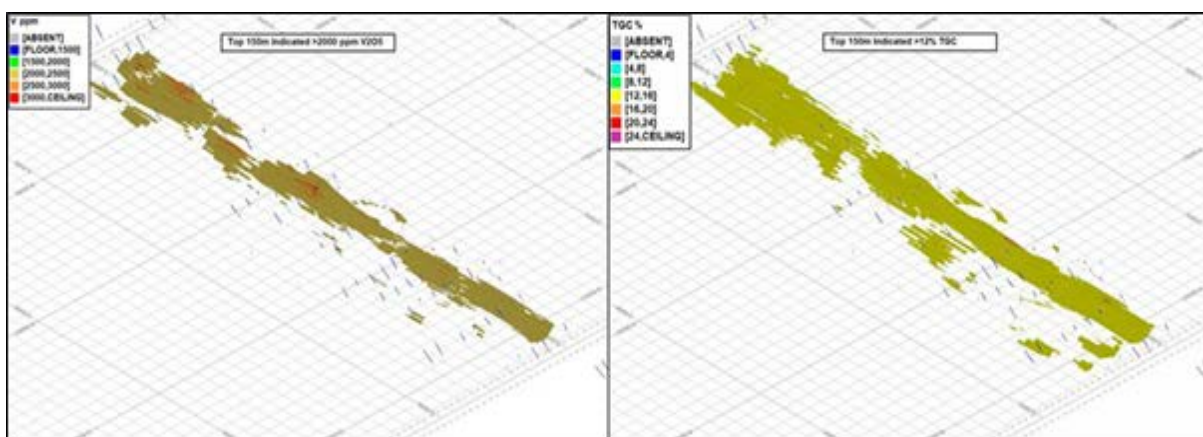 V ppm
[ABSENT]
[FLOOR,1500]
[1500,2000]
[2000,2500]
[2500,3000]
[3000,CEILING]
Top 150m Indicated >2000 ppm V2O5
TGC %
[ABSENT]
[FLOOR,4]
[4,8]
[8,12]
[12,16]
[16,20]
[20,24]
[24,CEILING]
Top 150m Indicated >12% TGC